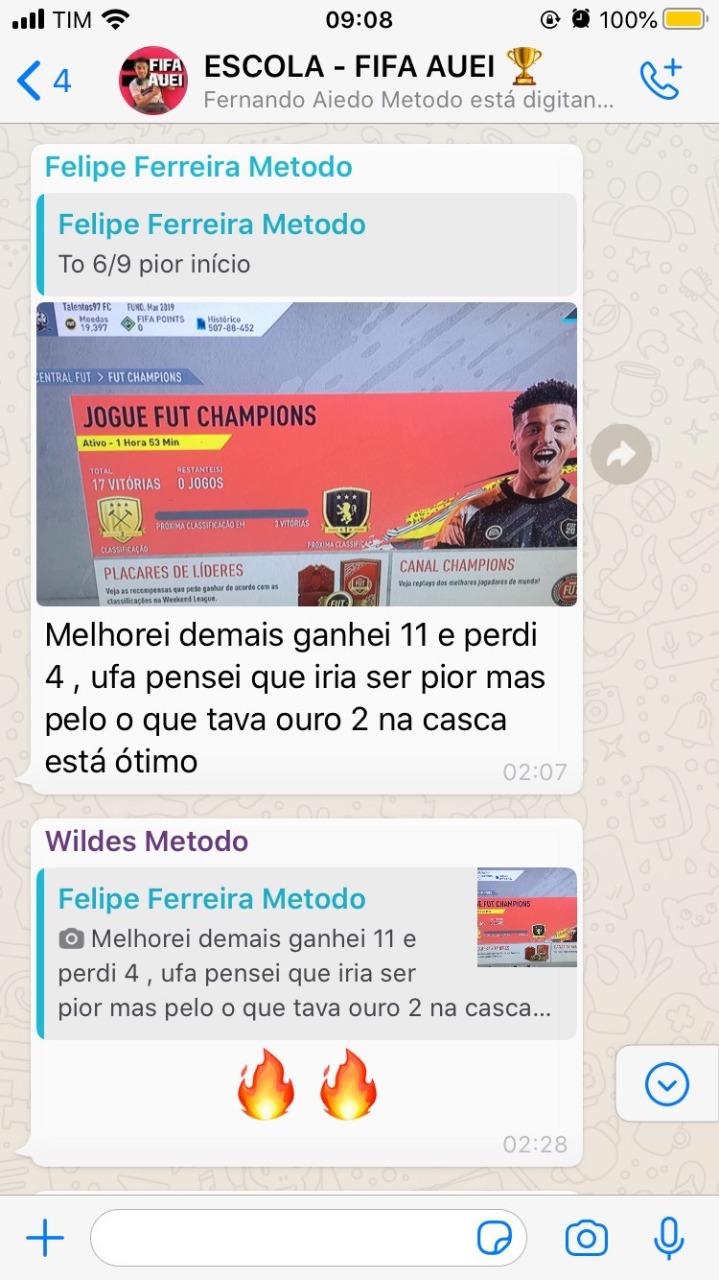 TIM
09:08
100%
4
FIFA
AUEI
ESCOLA - FIFA AUEI 🏆
Fernando Aiedo Metodo está digitan...
Felipe Ferreira Metodo
Felipe Ferreira Metodo
To 6/9 pior início
Talentos97 FC
FUND. Mai 2019
Moedas
19,397
FIFA POINTS
0
Histórico
507-86-452
CENTRAL FUT > FUT CHAMPIONS
JOGUE FUT CHAMPIONS
Ativo - 1 Hora 53 Min
TOTAL
17 VITÓRIAS
RESTANTE(S)
0 JOGOS
PRÓXIMA CLASSIFICAÇÃO EM
3 VITÓRIAS
CLASSIFICAÇÃO
PLACARES DE LÍDERES
Veja as recompensas que pode ganhar de acordo com as
classificações na Weekend League.
FUT
CANAL CHAMPIONS
Veja replays dos melhores jogadores do mundo!
Melhorei demais ganhei 11 e perdi
4 , ufa pensei que iria ser pior mas
pelo o que tava ouro 2 na casca
está ótimo
02:07
Wildes Metodo
Felipe Ferreira Metodo
Melhorei demais ganhei 11 e
perdi 4 , ufa pensei que iria ser
pior mas pelo o que tava ouro 2 na casca...
FUT CHAMPIONS
🔥 🔥
02:28